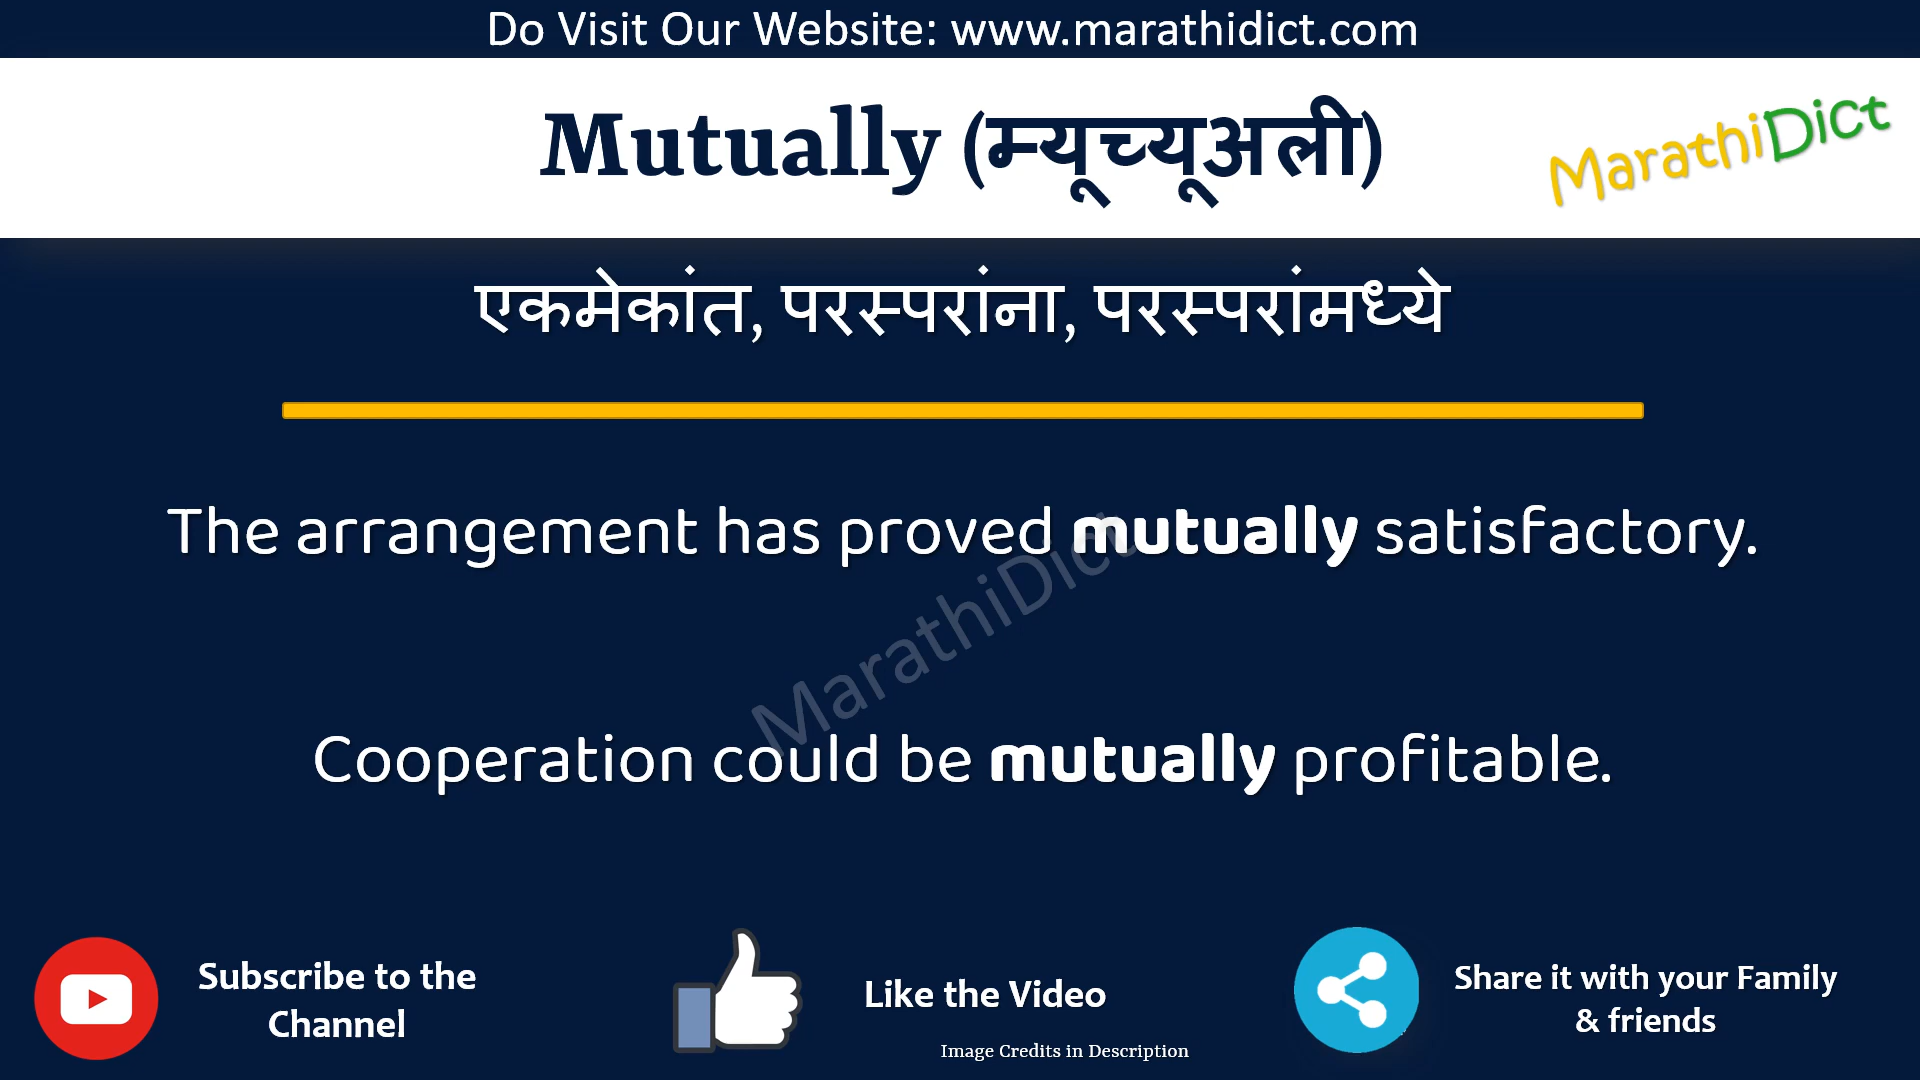 Do Visit Our Website: www.marathidict.com
Mutually (म्यूच्यूअली)
MarathiDict
एकमेकांत, परस्परांना, परस्परांमध्ये
The arrangement has proved mutually satisfactory.
MarathiDict
Cooperation could be mutually profitable.
Subscribe to the
Channel
Like the Video
Share it with your Family
& friends
Image Credits in Description